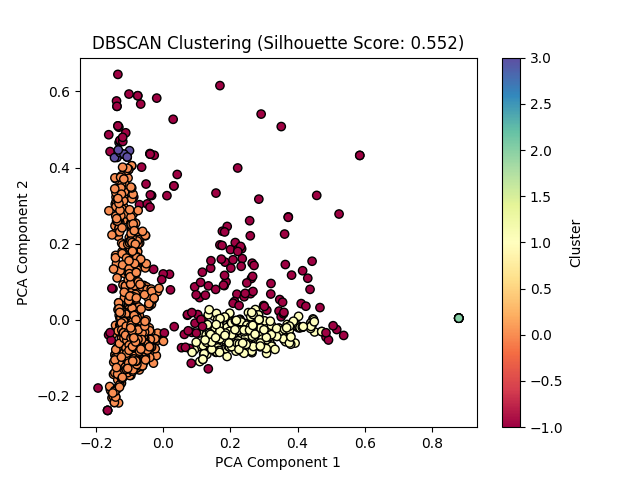 DBSCAN Clustering (Silhouette Score: 0.552)
PCA Component 2
0.6
0.4
0.2
0.0
−0.2
−0.2 0.0 0.2 0.4 0.6 0.8
PCA Component 1
3.0
2.5
2.0
1.5
1.0
0.5
0.0
−0.5
−1.0
Cluster